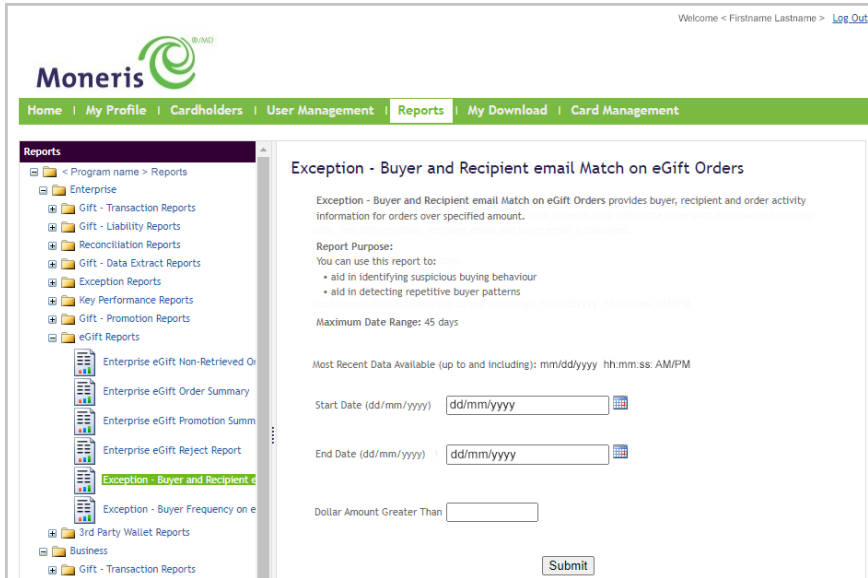 Welcome < Firstname Lastname > Log Out
®/MD
Moneris
Home | My Profile | Cardholders | User Management | Reports | My Download | Card Management
Reports
< Program name > Reports
Enterprise
Gift - Transaction Reports
Gift - Liability Reports
Reconciliation Reports
Gift - Data Extract Reports
Exception Reports
Key Performance Reports
Gift - Promotion Reports
eGift Reports
Enterprise eGift Non-Retrieved Or
Enterprise eGift Order Summary
Enterprise eGift Promotion Summ
Enterprise eGift Reject Report
Exception - Buyer and Recipient e
Exception - Buyer Frequency on e
3rd Party Wallet Reports
Business
Gift - Transaction Reports
Exception - Buyer and Recipient email Match on eGift Orders
Exception - Buyer and Recipient email Match on eGift Orders provides buyer, recipient and order activity
information for orders over specified amount.
Report Purpose:
You can use this report to:
• aid in identifying suspicious buying behaviour
• aid in detecting repetitive buyer patterns
Maximum Date Range: 45 days
Most Recent Data Available (up to and including): mm/dd/yyyy hh:mm:ss: AM/PM
Start Date (dd/mm/yyyy) dd/mm/yyyy
End Date (dd/mm/yyyy) dd/mm/yyyy
Dollar Amount Greater Than
Submit